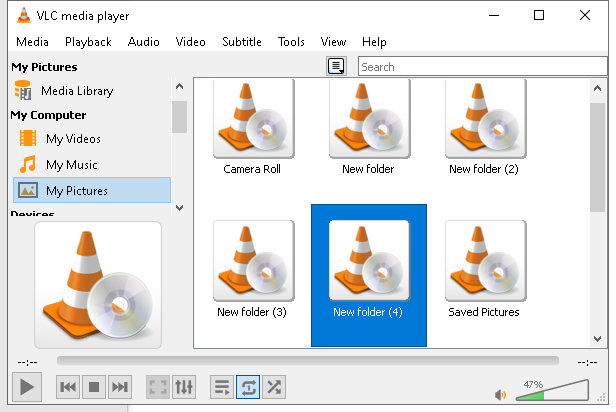 VLC media player
Media Playback Audio Video Subtitle Tools View Help
My Pictures
Search
Media Library
My Computer
My Videos
My Music
My Pictures
Devices
Camera Roll New folder New folder (2)
New folder (3) New folder (4) Saved Pictures
--:-- --:--
47%